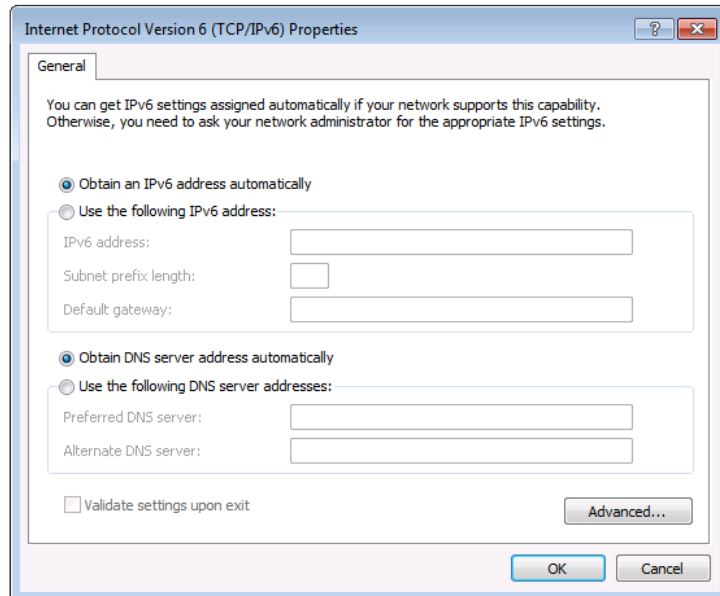 Internet Protocol Version 6 (TCP/IPv6) Properties
?
General
You can get IPv6 settings assigned automatically if your network supports this capability.
Otherwise, you need to ask your network administrator for the appropriate IPv6 settings.
Obtain an IPv6 address automatically
Use the following IPv6 address:
IPv6 address:
Subnet prefix length:
Default gateway:
Obtain DNS server address automatically
Use the following DNS server addresses:
Preferred DNS server:
Alternate DNS server:
Validate settings upon exit
Advanced...
OK Cancel